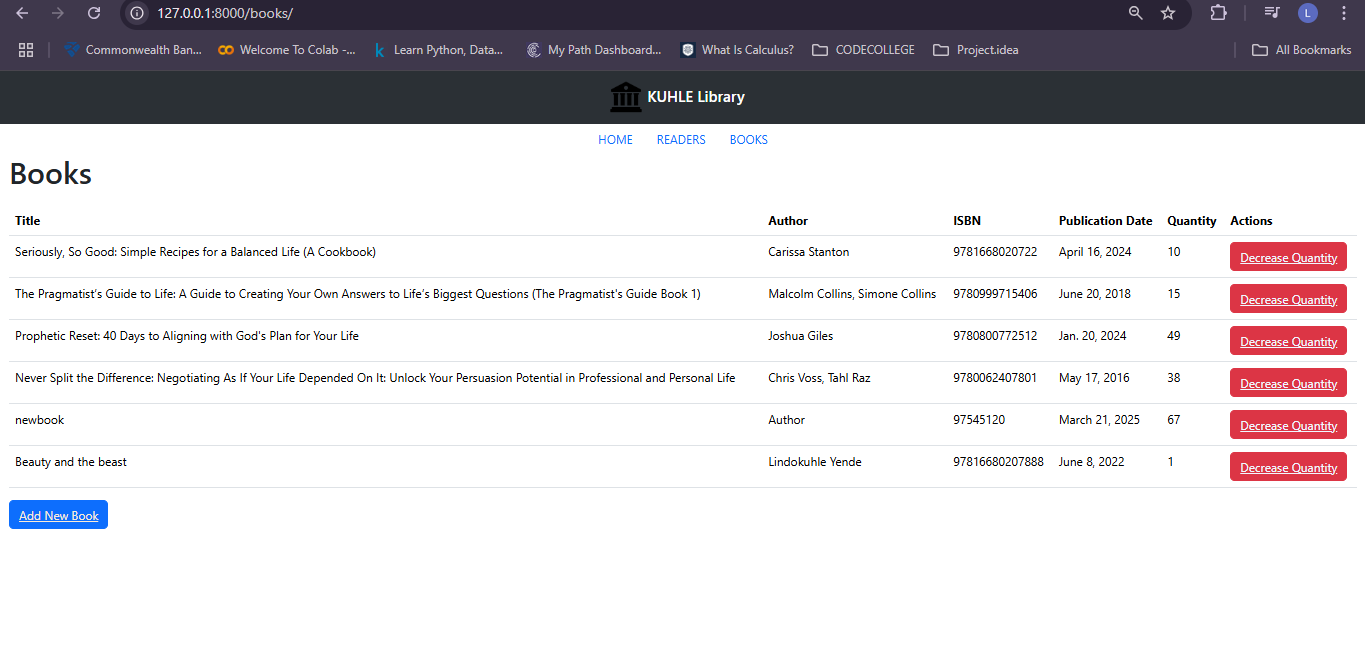 127.0.0.1:8000/books/
L
Commonwealth Ban... Welcome To Colab -... Learn Python, Data... My Path Dashboard... What Is Calculus? CODECOLLEGE Project.idea All Bookmarks
KUHLE Library
HOME READERS BOOKS
Books
Title Author ISBN Publication Date Quantity Actions
Seriously, So Good: Simple Recipes for a Balanced Life (A Cookbook) Carissa Stanton 9781668020722 April 16, 2024 10 Decrease Quantity
The Pragmatist's Guide to Life: A Guide to Creating Your Own Answers to Life's Biggest Questions (The Pragmatist's Guide Book 1) Malcolm Collins, Simone Collins 9780999715406 June 20, 2018 15 Decrease Quantity
Prophetic Reset: 40 Days to Aligning with God's Plan for Your Life Joshua Giles 9780800772512 Jan. 20, 2024 49 Decrease Quantity
Never Split the Difference: Negotiating As If Your Life Depended On It: Unlock Your Persuasion Potential in Professional and Personal Life Chris Voss, Tahl Raz 9780062407801 May 17, 2016 38 Decrease Quantity
newbook Author 97545120 March 21, 2025 67 Decrease Quantity
Beauty and the beast Lindokuhle Yende 97816680207888 June 8, 2022 1 Decrease Quantity
Add New Book